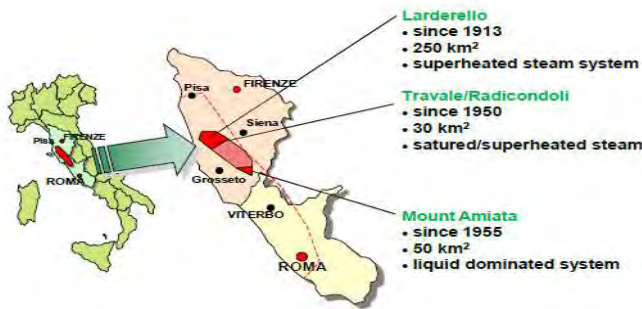 Larderello
• since 1913
• 250 km²
• superheated steam system
Travale/Radicondoli
• since 1950
• 30 km²
• satured/superheated steam
Mount Amiata
• since 1955
• 50 km²
• liquid dominated system
Pisa
FIRENZE
Siena
Grosseto
VITERBO
ROMA
Pisa
FIRENZE
ROMA